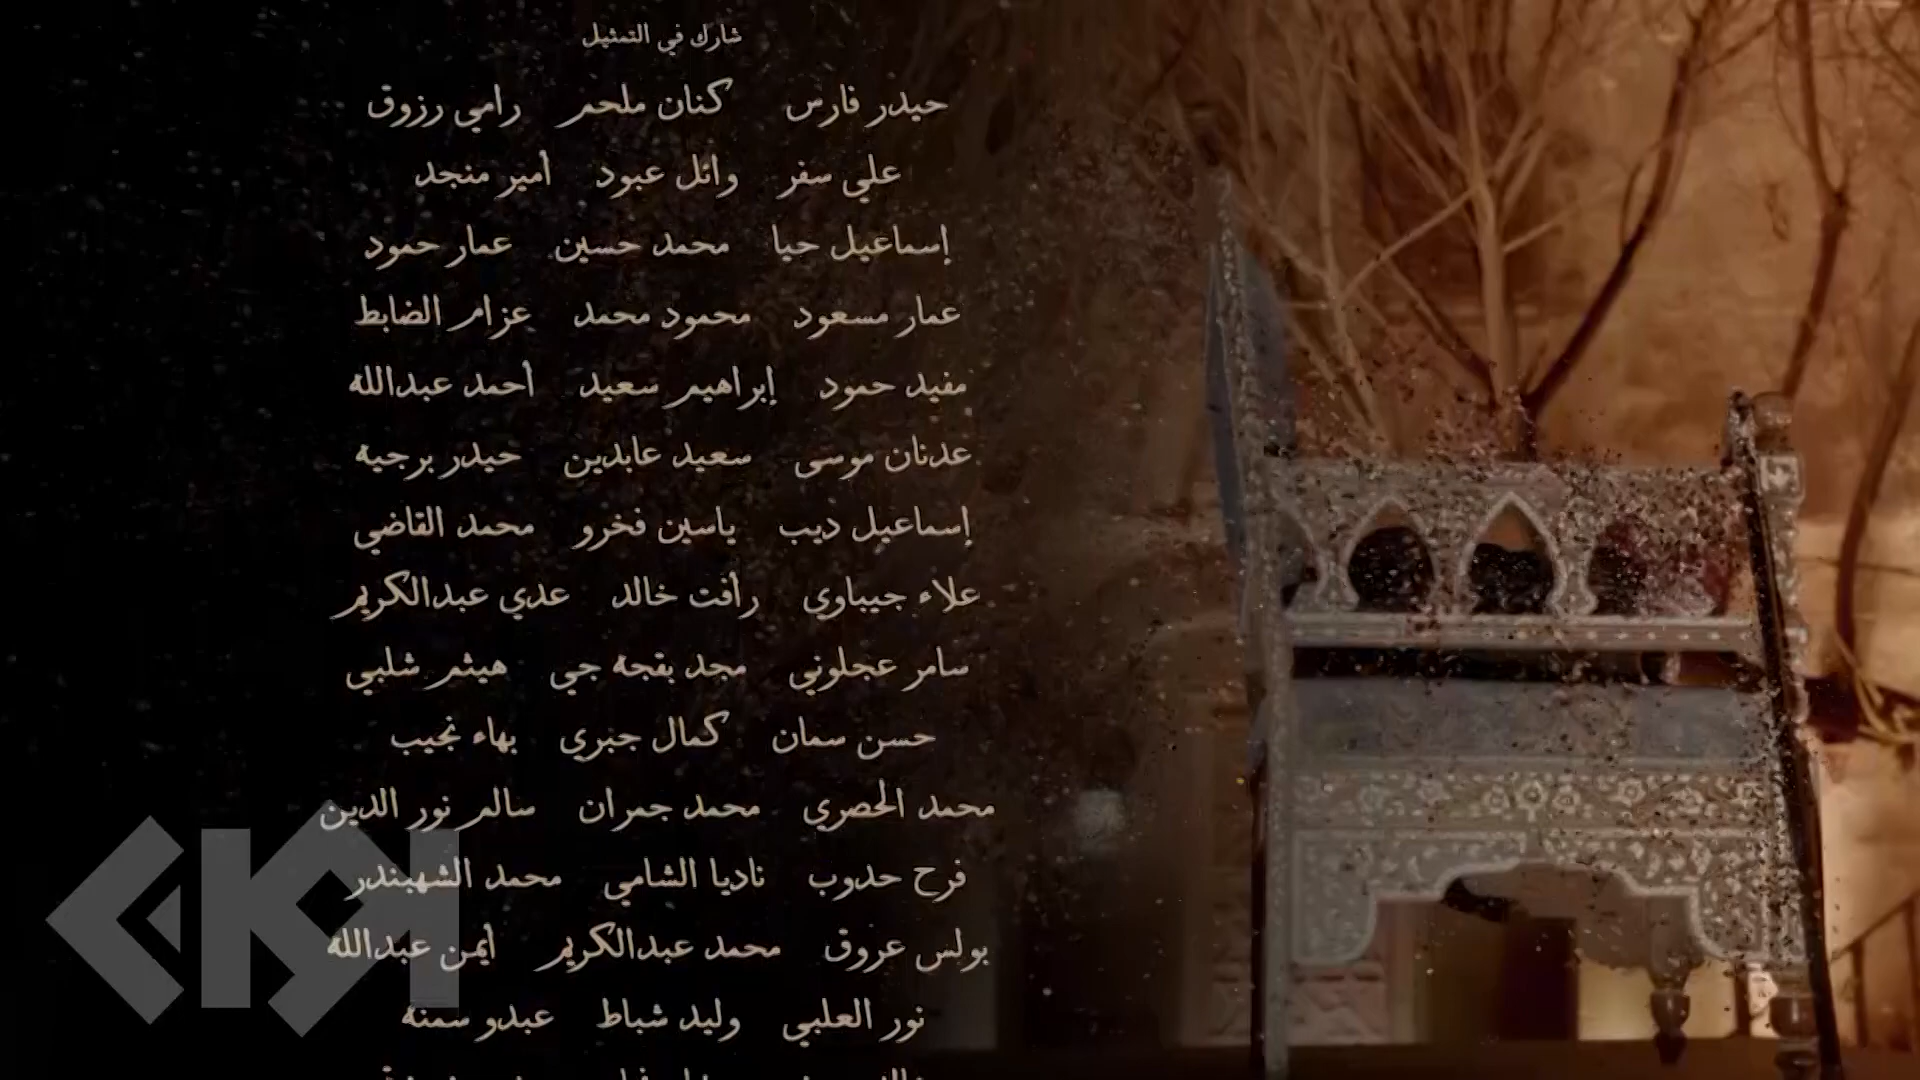 شارك في التمثيل
حيدر فارس كنان ملحم رامي رزوق
علي سفر وائل عبود أمير منجد
إسماعيل حيا محمد حسين عمار حمود
عمار مسعود محمود محمد عزام الضابط
مفيد حمود إبراهيم سعيد أحمد عبدالله
عدنان موسى سعيد عابدين حيدر برجيه
إسماعيل ديب ياسين فخرو محمد القاضي
علاء جيباوي رأفت خالد عدي عبدالكريم
سامر عجلوني مجد بقجه جي هيثم شلبي
حسن سمان كمال جبري بهاء نجيب
محمد الحصري محمد جمران سالم نور الدين
فرح حدوب ناديا الشامي محمد الشهبندر
بولس عروق محمد عبدالكريم أيمن عبدالله
نور العلبي وليد شباط عبدو سمنه